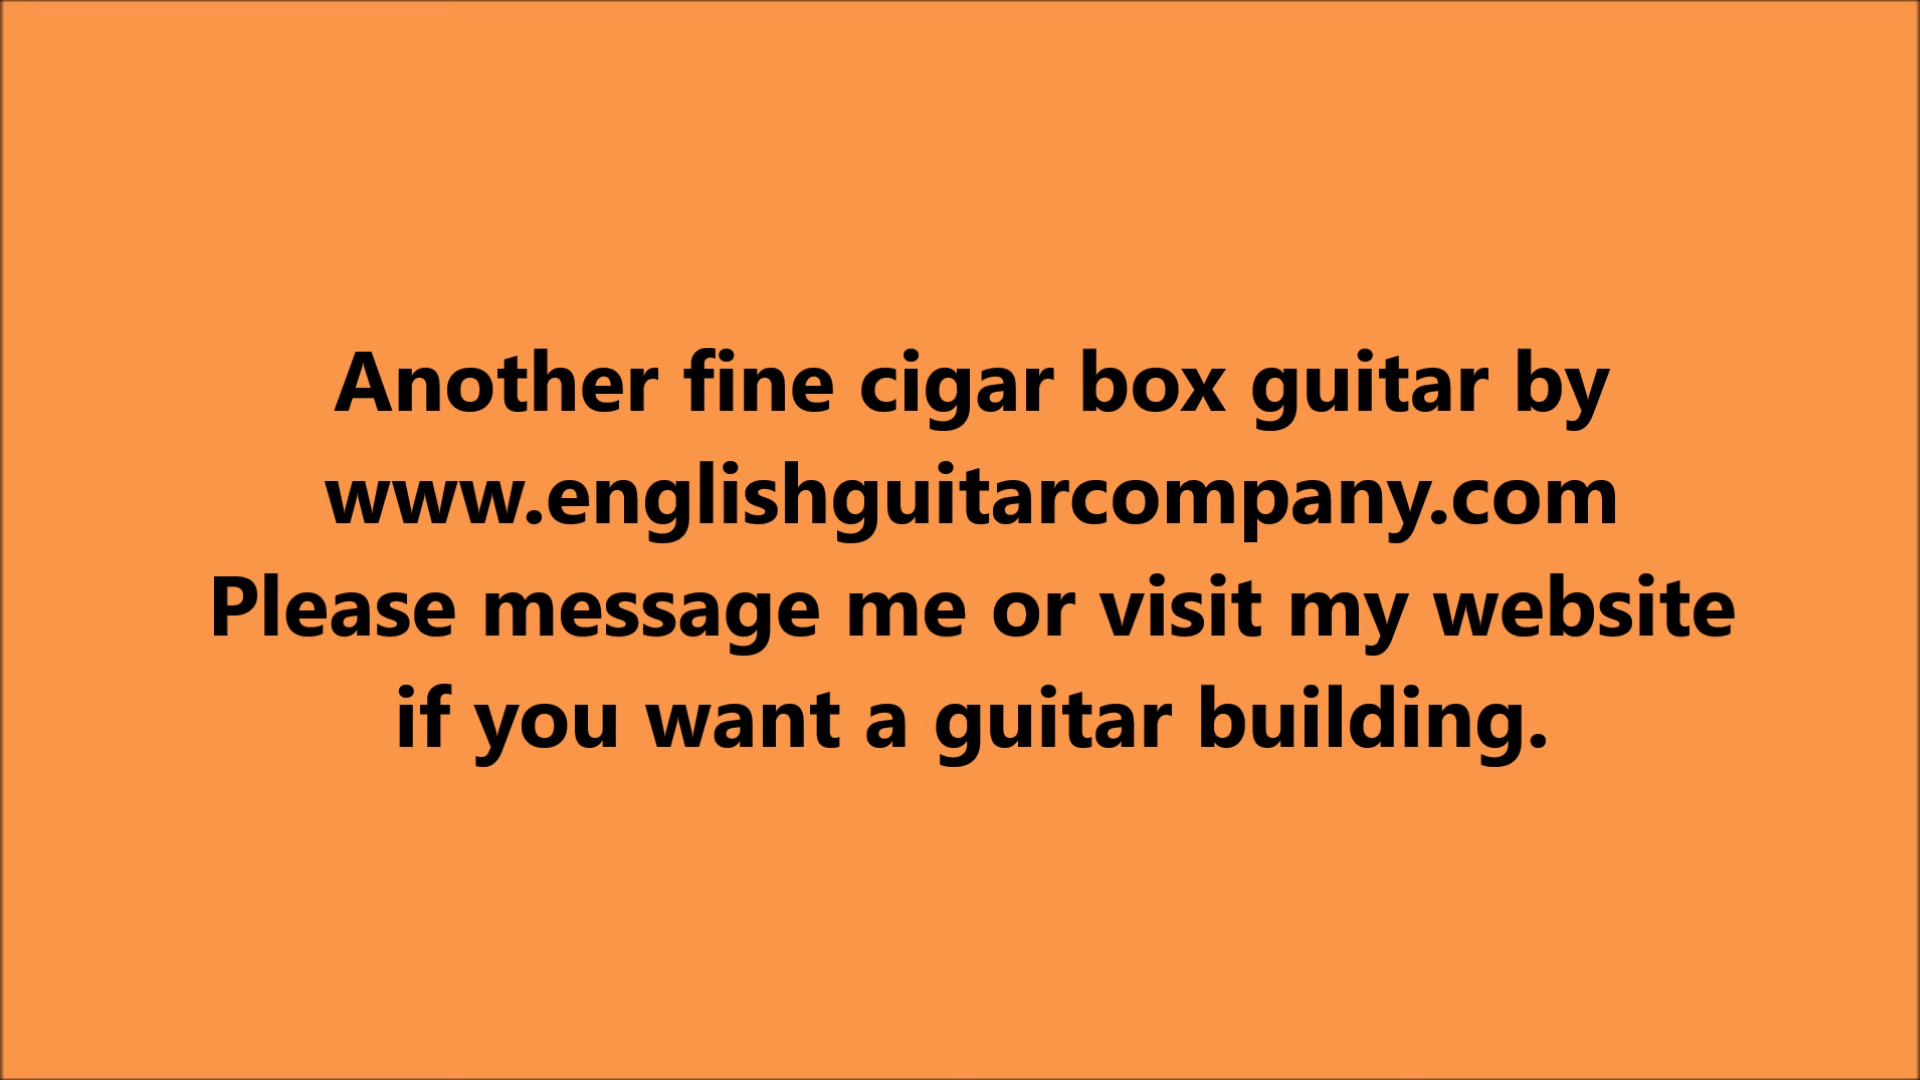 Another fine cigar box guitar by
www.englishguitarcompany.com
Please message me or visit my website
if you want a guitar building.